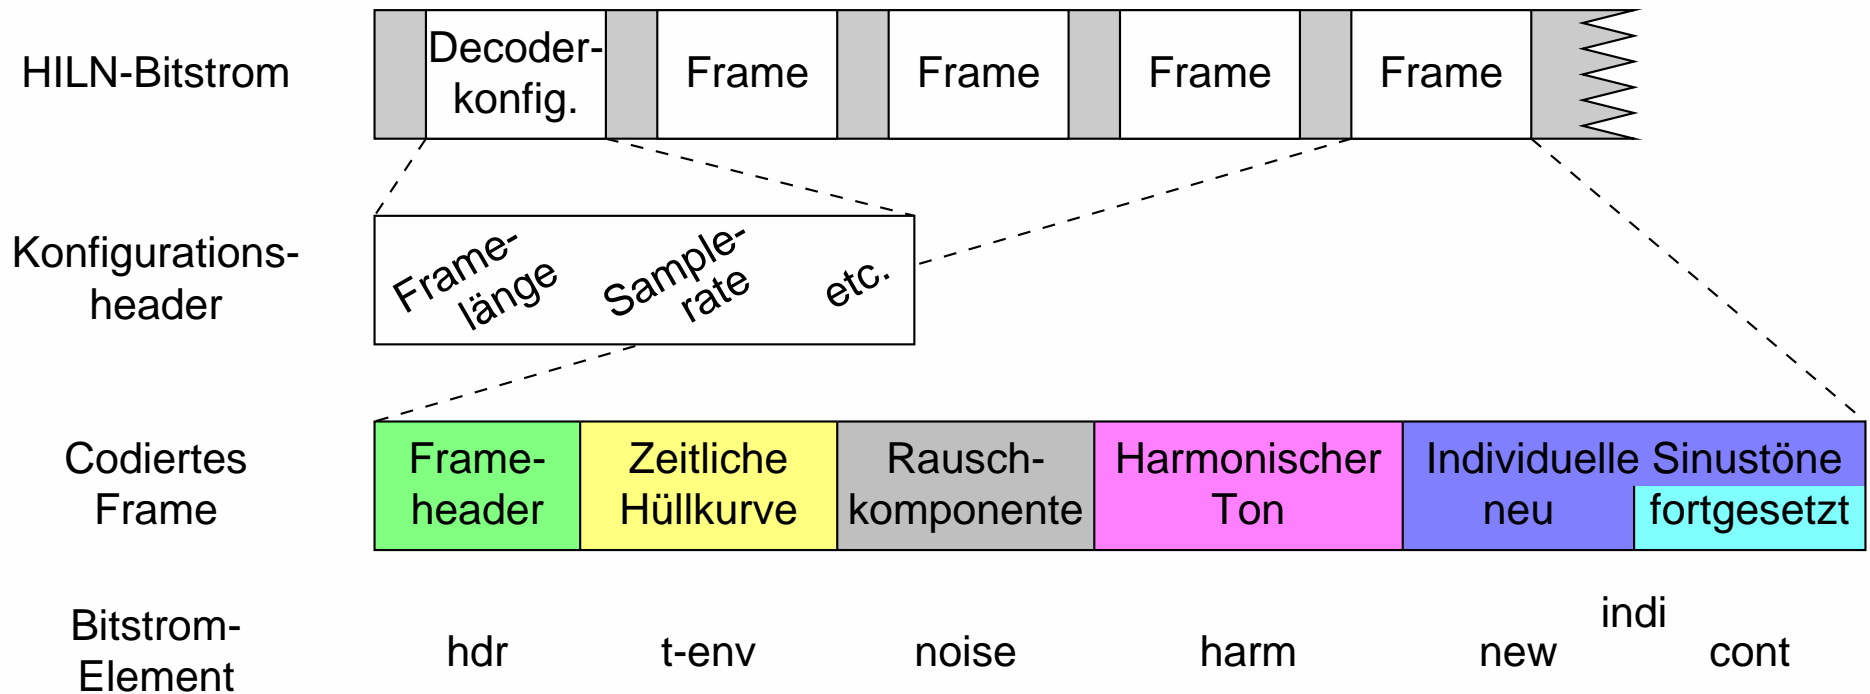 HILN-Bitstrom
Decoder-
konfig.
Frame
Frame
Frame
Frame
Konfigurations-
header
Frame-
länge
Sample-
rate
etc.
Codiertes
Frame
Frame-
header
Zeitliche
Hüllkurve
Rausch-
komponente
Harmonischer
Ton
Individuelle Sinustöne
neu
fortgesetzt
Bitstrom-
Element
hdr
t-env
noise
harm
indi
new
cont